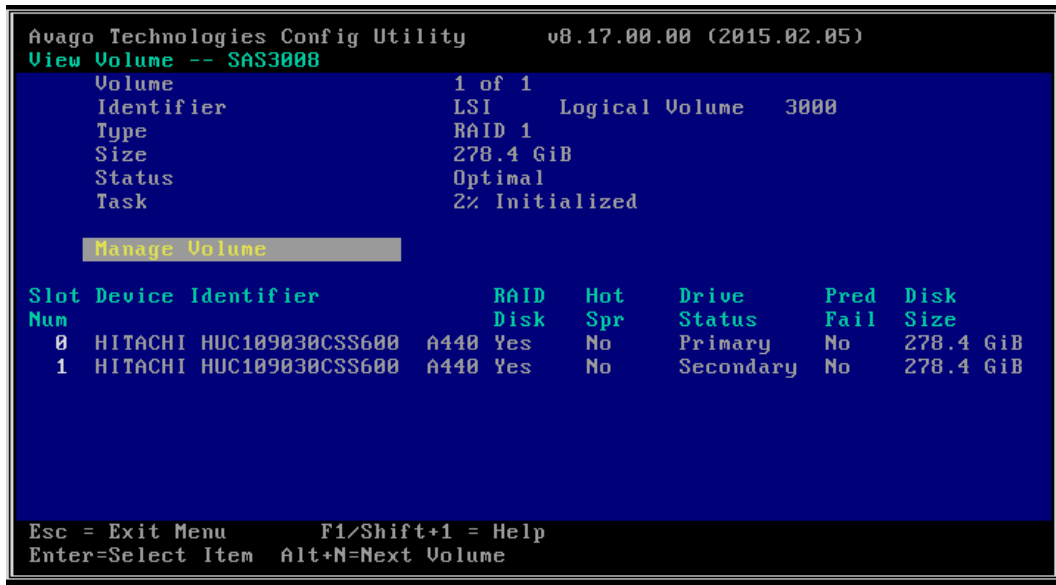 Avago Technologies Config Utility v8.17.00.00 (2015.02.05)
View Volume -- SAS3008
Volume 1 of 1
Identifier LSI Logical Volume 3000
Type RAID 1
Size 278.4 GiB
Status Optimal
Task 2% Initialized
Manage Volume
Slot Device Identifier RAID Hot Drive Pred Disk
Num Disk Spr Status Fail Size
0 HITACHI HUC109030CSS600 A440 Yes No Primary No 278.4 GiB
1 HITACHI HUC109030CSS600 A440 Yes No Secondary No 278.4 GiB
Esc = Exit Menu F1/Shift+1 = Help
Enter=Select Item Alt+N=Next Volume